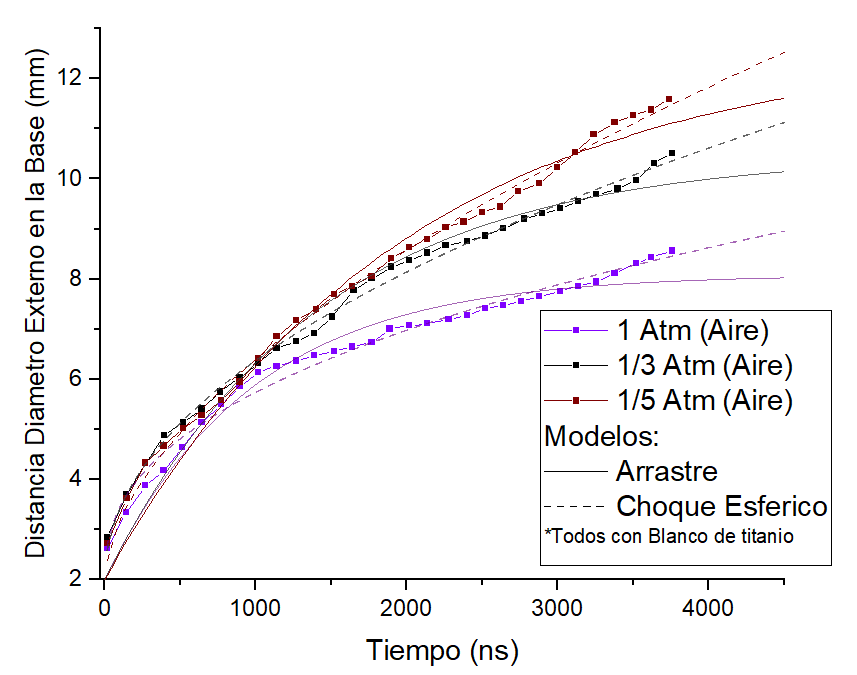 Distancia Diametro Externo en la Base (mm)
12
10
8
6
4
2
0
1000
2000
3000
4000
Tiempo (ns)
1 Atm (Aire)
1/3 Atm (Aire)
1/5 Atm (Aire)
Modelos:
Arrastre
Choque Esferico
*Todos con Blanco de titanio